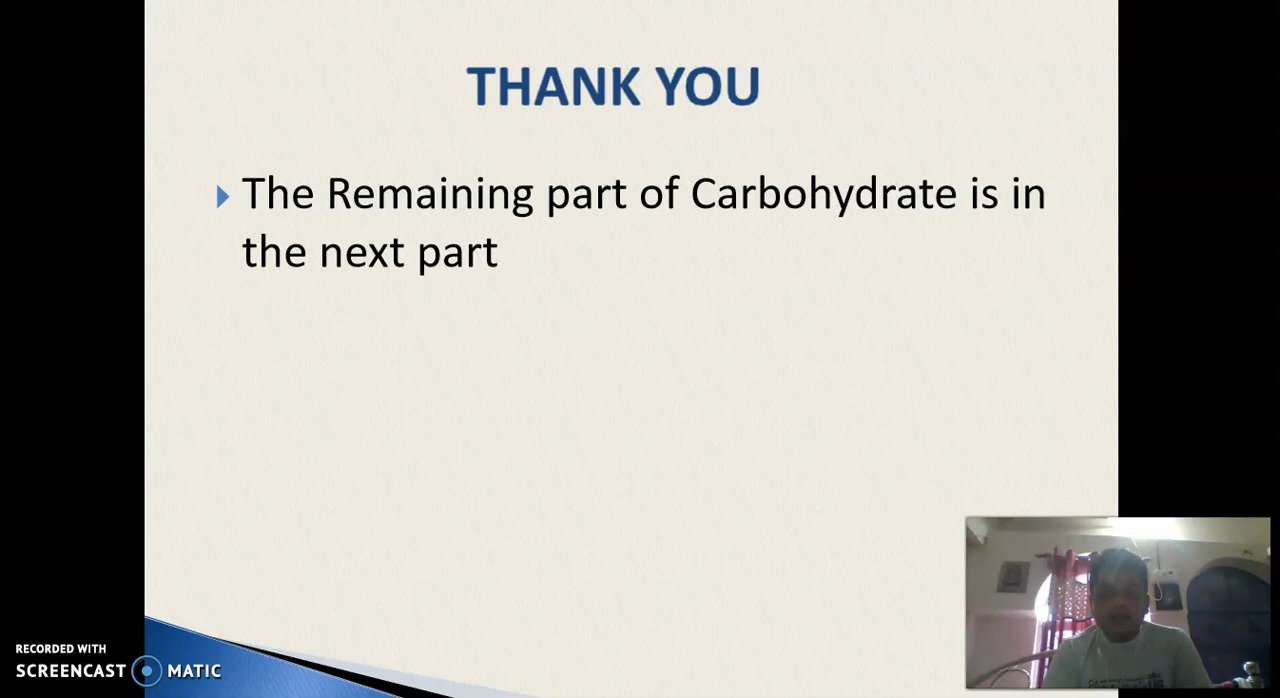 THANK YOU
The Remaining part of Carbohydrate is in
the next part
RECORDED WITH
SCREENCAST MATIC